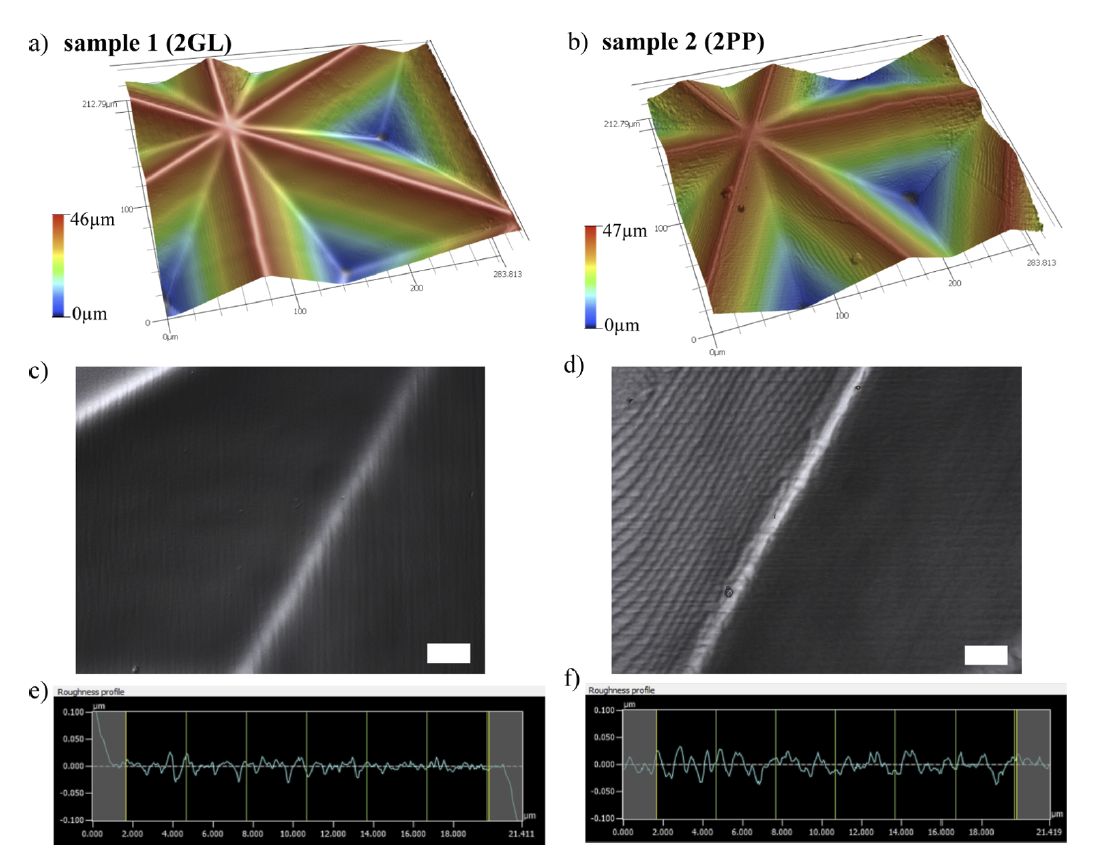 a) sample 1 (2GL)
b) sample 2 (2PP)
212.79µm
46µm
0µm
100
0
0µm
100
200
283.813
212.79µm
47µm
0µm
100
0
0µm
100
200
283.813
c)
d)
e)
Roughness profile
µm
0.100
0.050
0.000
-0.050
-0.100
0.000 2.000 4.000 6.000 8.000 10.000 12.000 14.000 16.000 18.000 21.411
µm
f)
Roughness profile
µm
0.100
0.050
0.000
-0.050
-0.100
0.000 2.000 4.000 6.000 8.000 10.000 12.000 14.000 16.000 18.000 21.419
µm